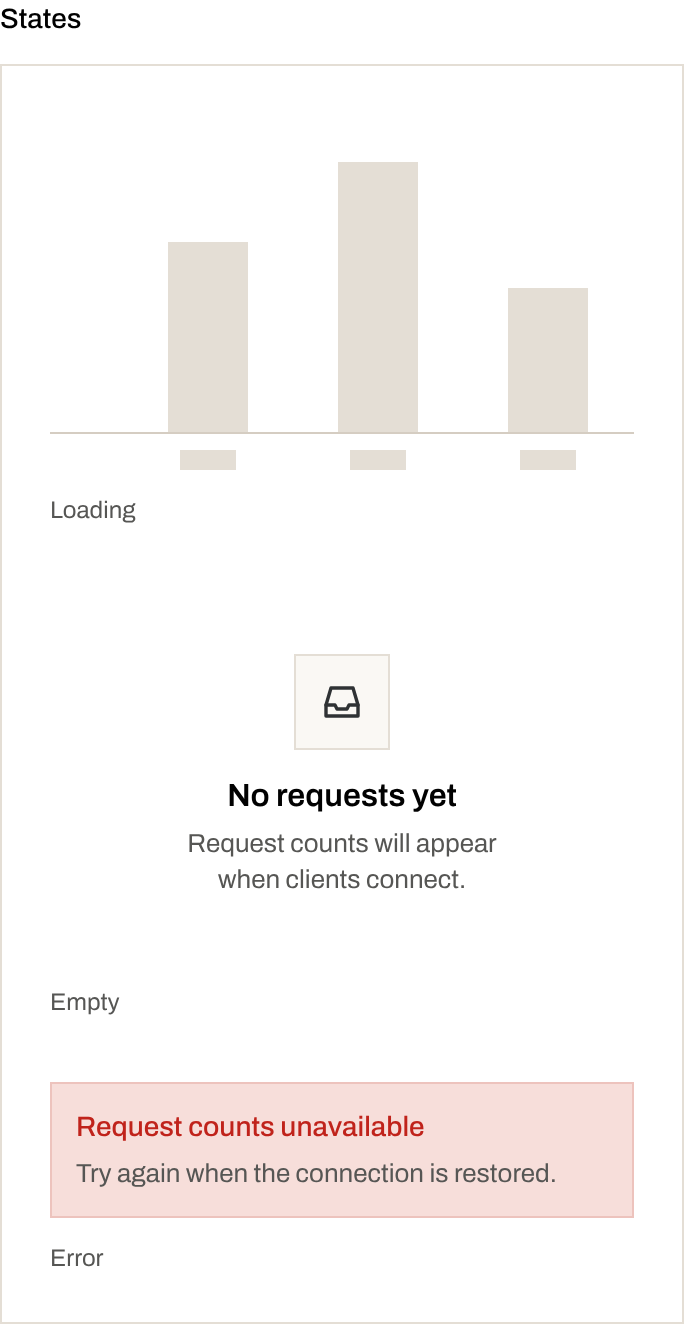 States
Loading
No requests yet
Request counts will appear
when clients connect.
Empty
Request counts unavailable
Try again when the connection is restored.
Error